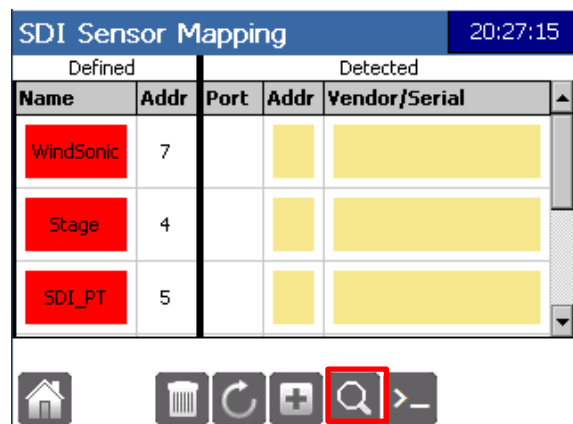 SDI Sensor Mapping 20:27:15
Defined Detected
Name Addr Port Addr Vendor/Serial
WindSonic 7
Stage 4
SDI_PT 5
>_